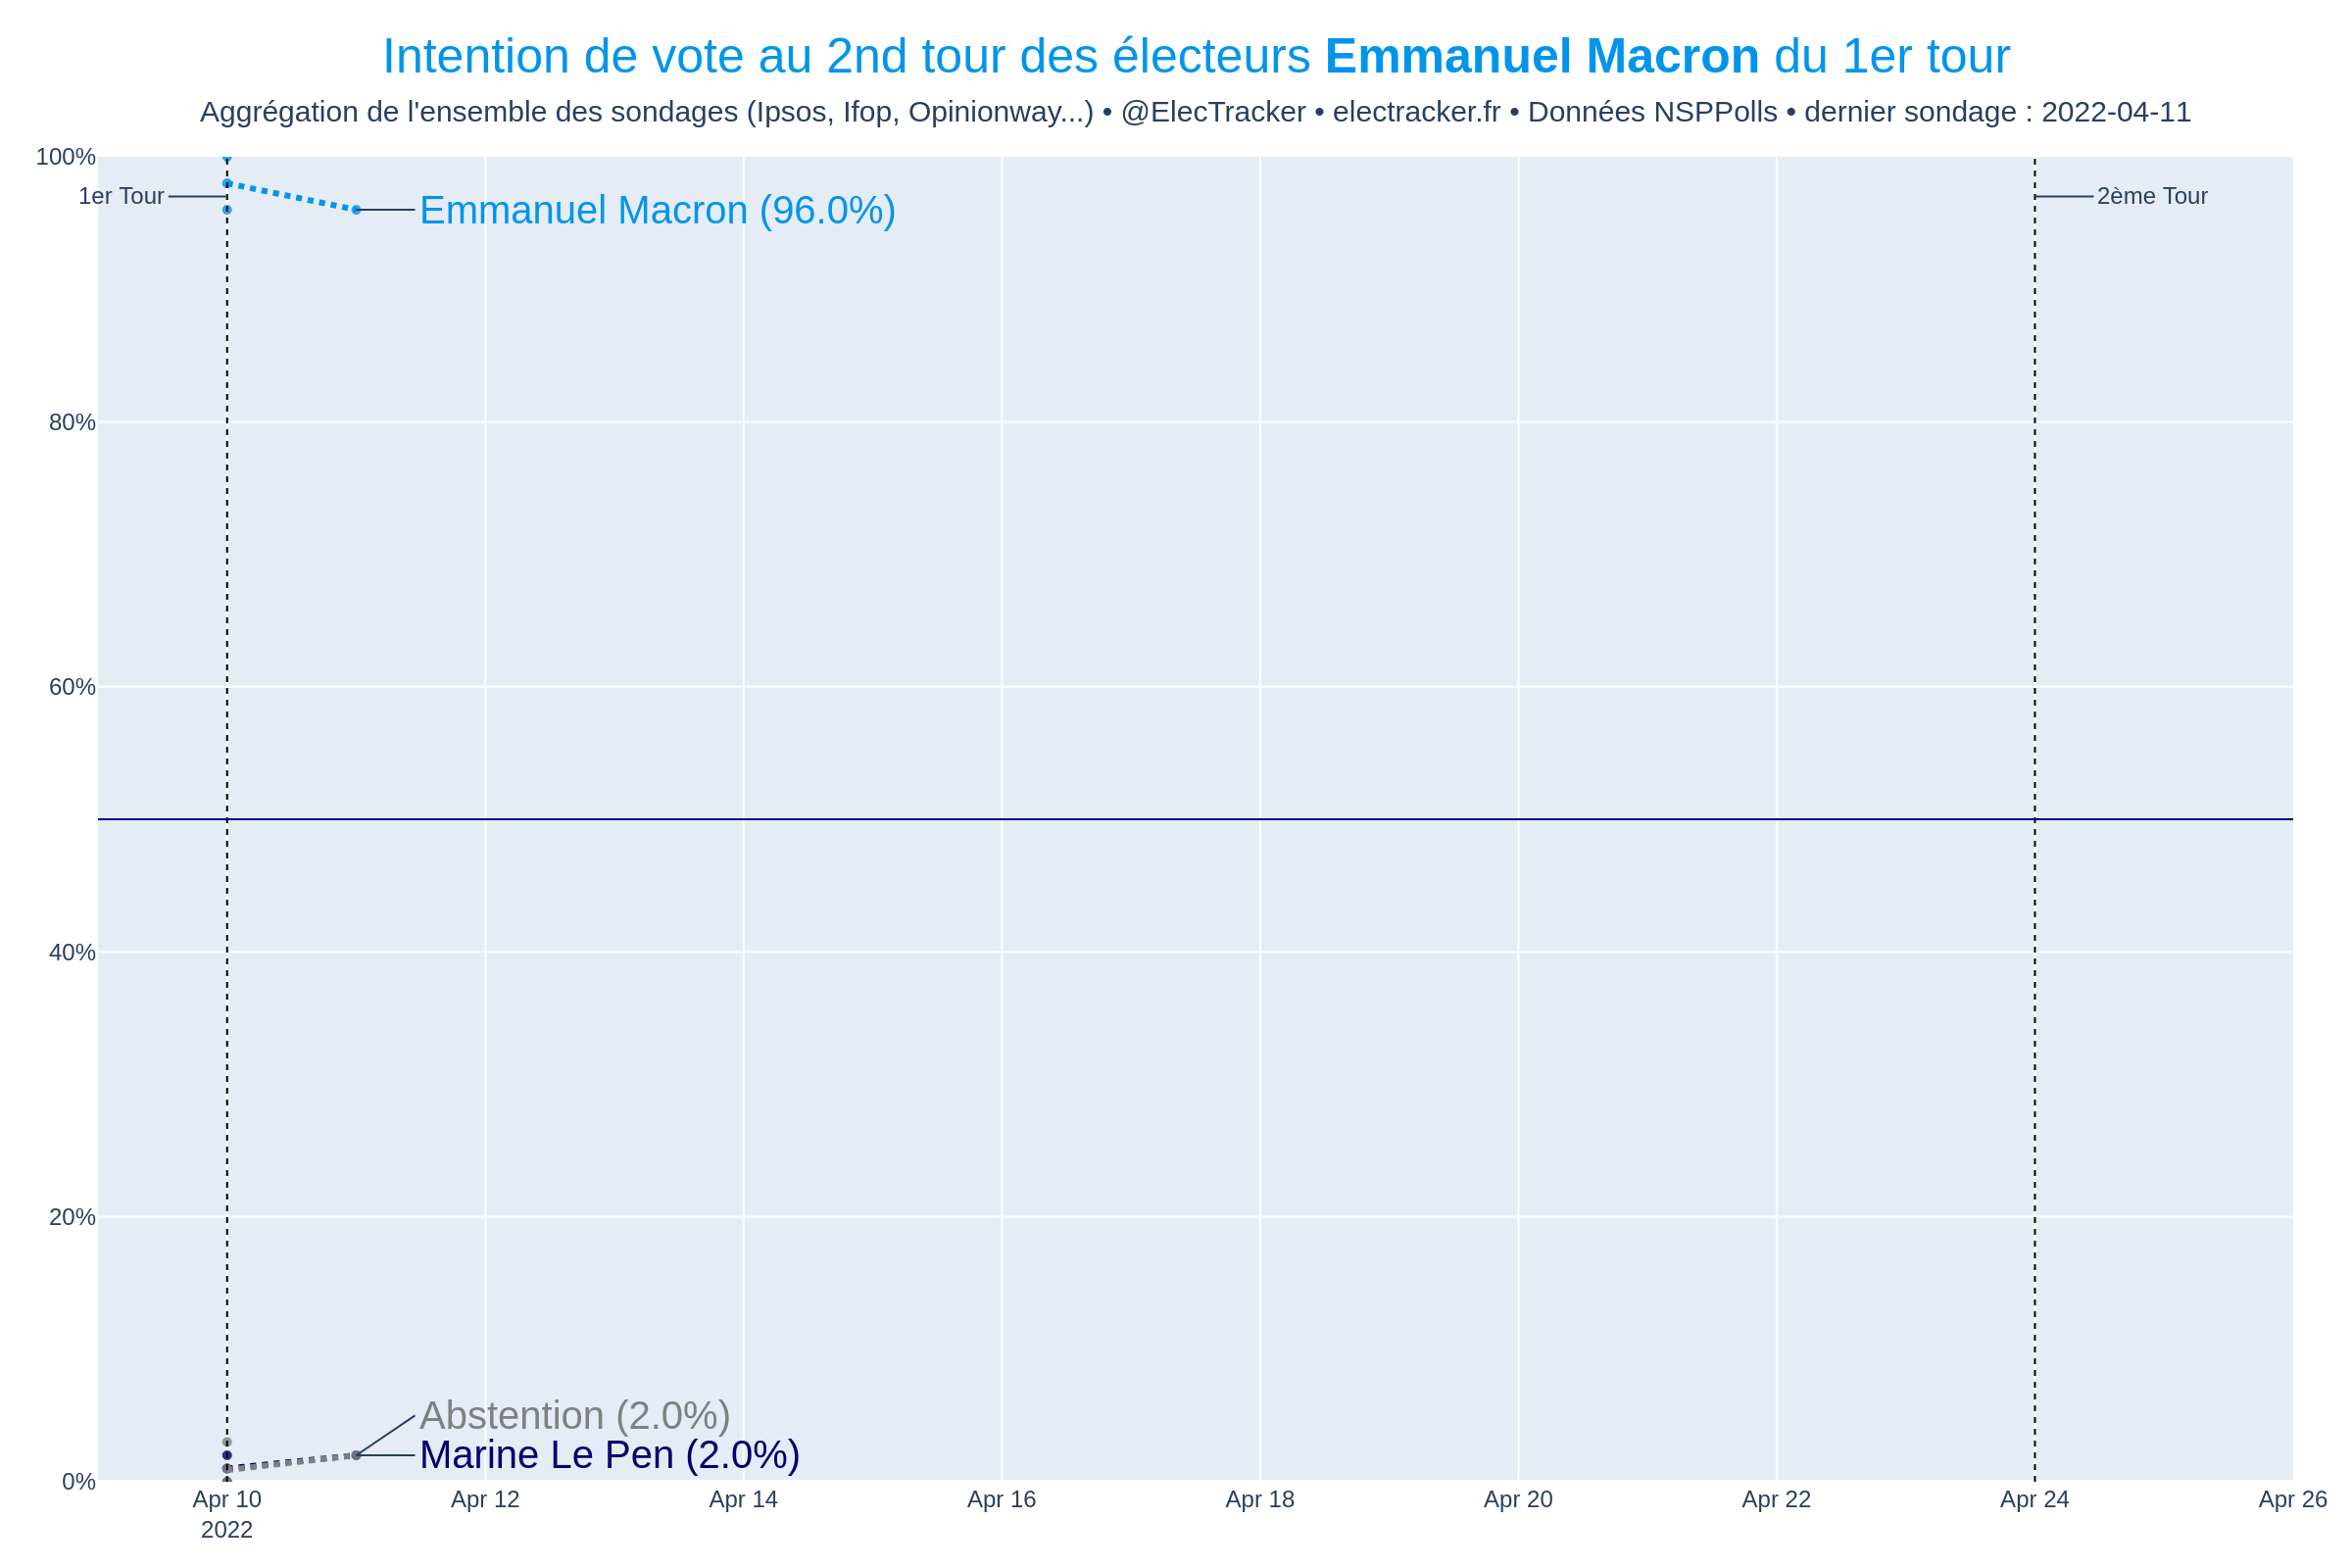 Intention de vote au 2nd tour des électeurs Emmanuel Macron du 1er tour
Aggrégation de l'ensemble des sondages (Ipsos, Ifop, Opinionway...) • @ElecTracker • electracker.fr • Données NSPPolls • dernier sondage : 2022-04-11
100%
1er Tour
Emmanuel Macron (96.0%)
2ème Tour
80%
60%
40%
20%
Abstention (2.0%)
Marine Le Pen (2.0%)
0%
Apr 10 Apr 12 Apr 14 Apr 16 Apr 18 Apr 20 Apr 22 Apr 24 Apr 26
2022